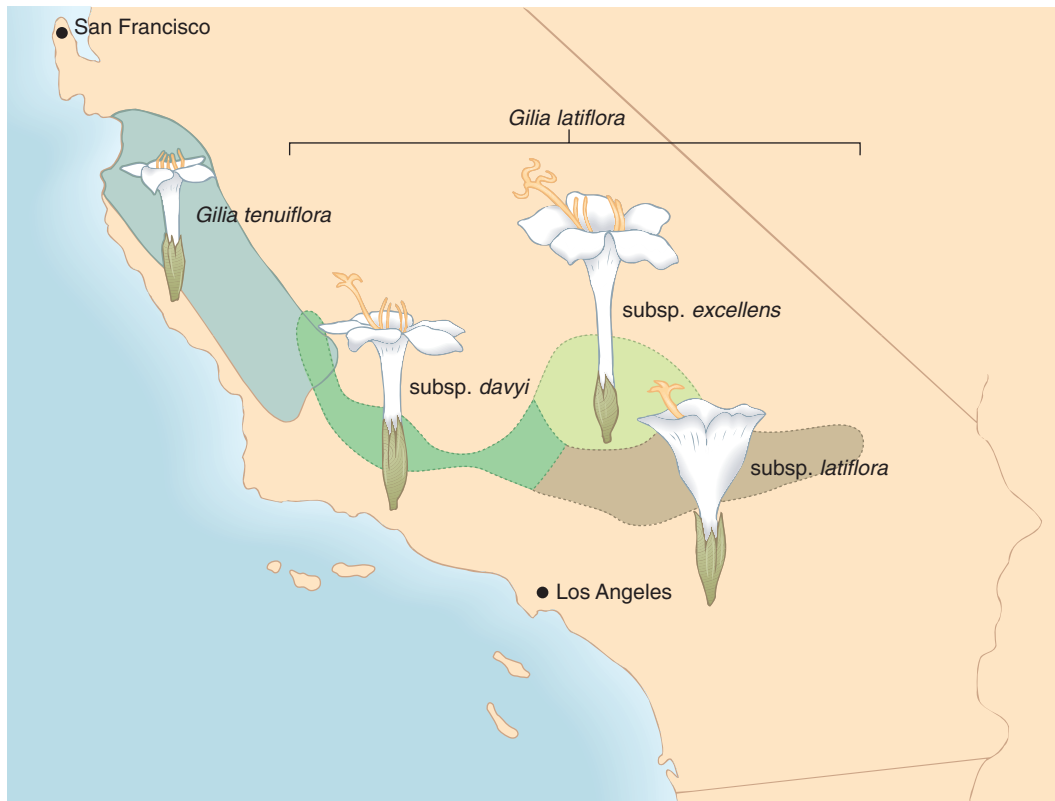 San Francisco
Gilia latiflora
Gilia tenuiflora
subsp. excellens
subsp. davyi
subsp. latiflora
Los Angeles